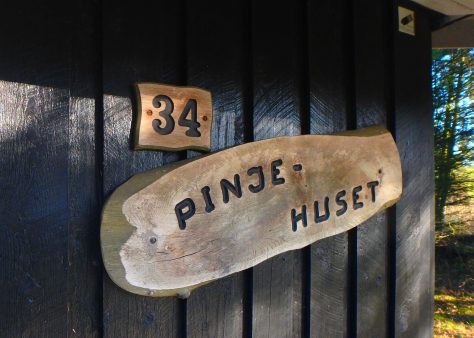 34
PINJE-
HUSET